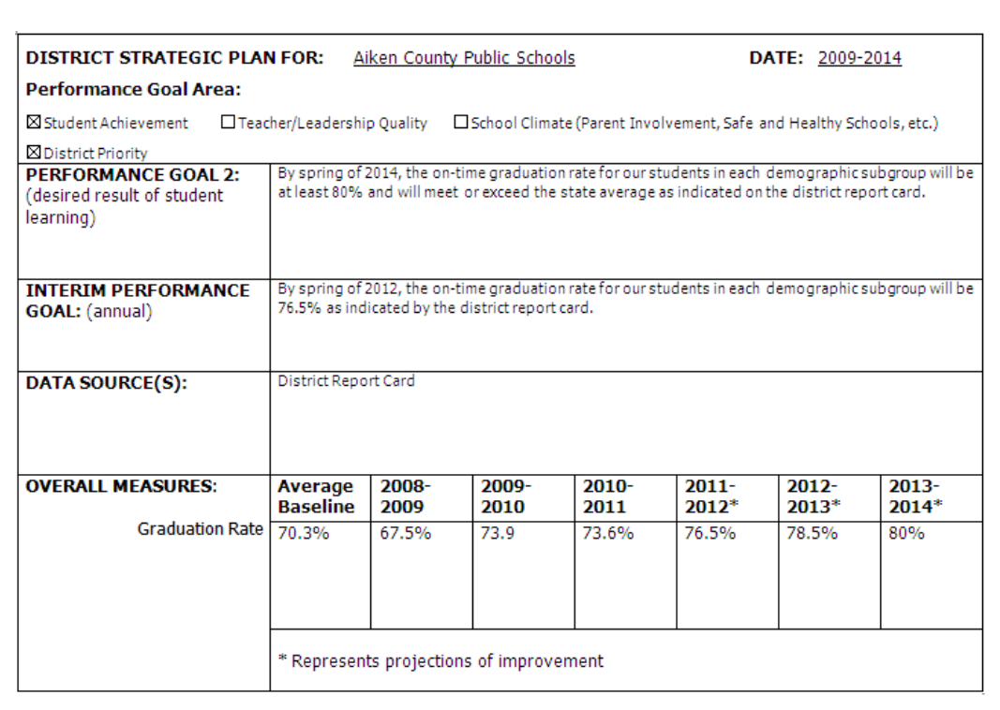 DISTRICT STRATEGIC PLAN FOR: Aiken County Public Schools DATE: 2009-2014
Performance Goal Area:
☒Student Achievement ☐Teacher/Leadership Quality ☐School Climate (Parent Involvement, Safe and Healthy Schools, etc.)
☒District Priority
PERFORMANCE GOAL 2:
(desired result of student
learning)
By spring of 2014, the on-time graduation rate for our students in each demographic subgroup will be
at least 80% and will meet or exceed the state average as indicated on the district report card.
INTERIM PERFORMANCE
GOAL: (annual)
By spring of 2012, the on-time graduation rate for our students in each demographic subgroup will be
76.5% as indicated by the district report card.
DATA SOURCE(S):
District Report Card
OVERALL MEASURES:
Average Baseline 2008-2009 2009-2010 2010-2011 2011-2012* 2012-2013* 2013-2014*
Graduation Rate 70.3% 67.5% 73.9 73.6% 76.5% 78.5% 80%
* Represents projections of improvement